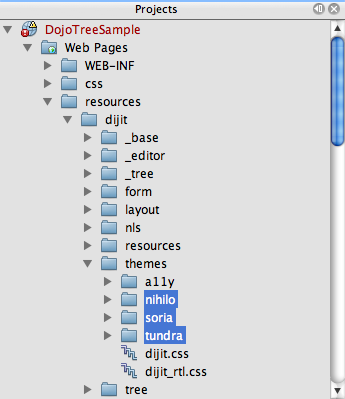 Projects
DojoTreeSample
Web Pages
WEB-INF
css
resources
dijit
_base
_editor
_tree
form
layout
nls
resources
themes
a11y
nihilo
soria
tundra
dijit.css
dijit_rtl.css
tree